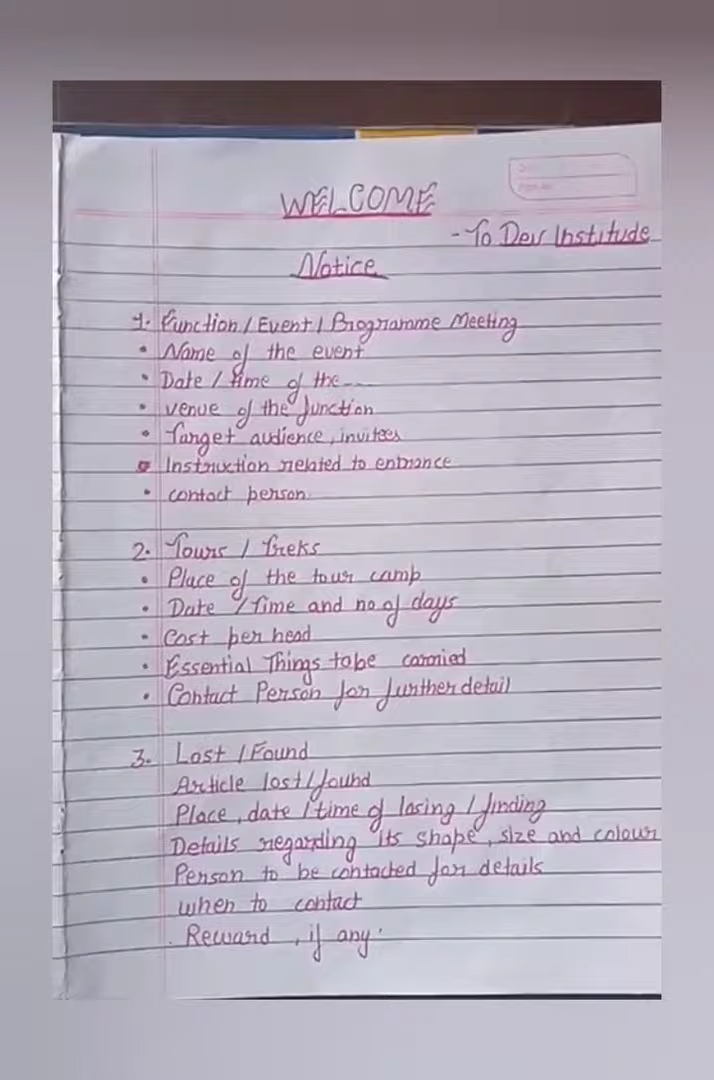 WELCOME
- To Dev Institude
Notice
1. Function / Event / Programme Meeting
• Name of the event
• Date / time of the ....
• venue of the function
• Target audience, invitees
• Instruction related to entrance
• contact person
2. Tours / Treks
• Place of the tour camp
• Date / Time and no of days
• Cost per head
• Essential Things tobe carried
• Contact Person for further detail
3. Lost / Found
Article lost / found
Place, date / time of losing / finding
Details regarding its shape, size and colour
Person to be contacted for details
when to contact
Reward, if any.